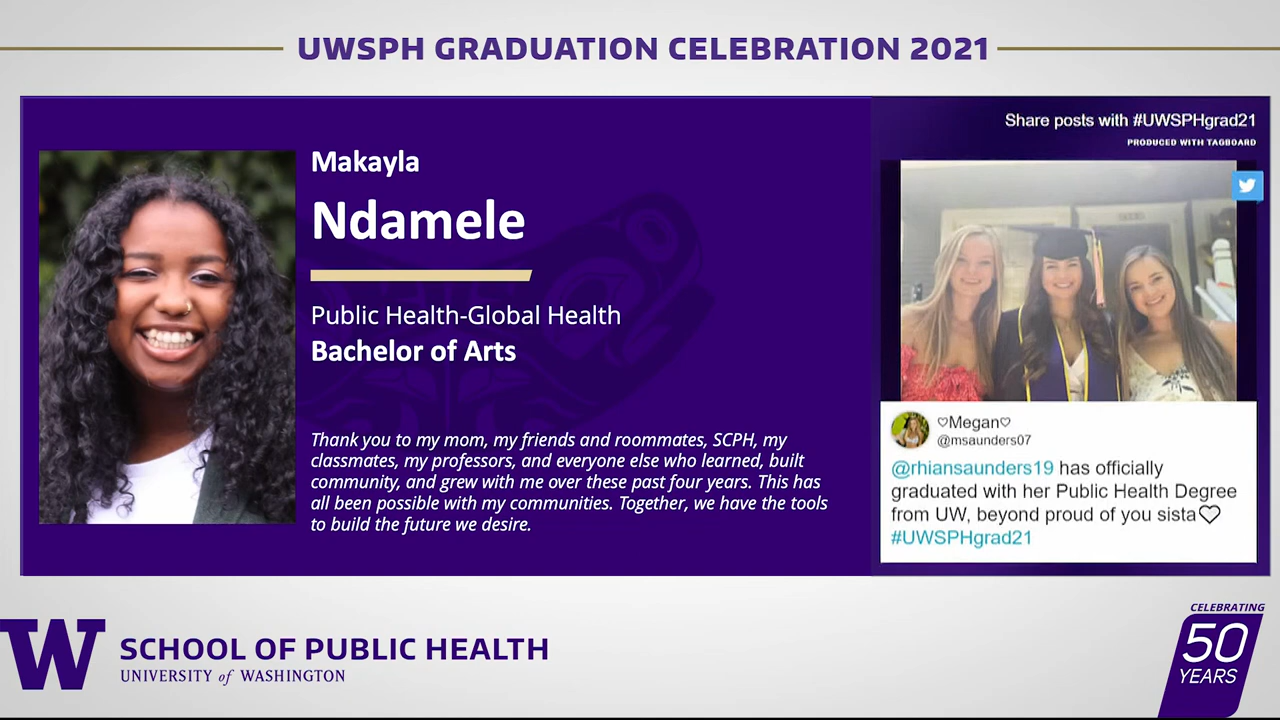 UWSPH GRADUATION CELEBRATION 2021
Makayla
Ndamele
Public Health-Global Health
Bachelor of Arts
Thank you to my mom, my friends and roommates, SCPH, my
classmates, my professors, and everyone else who learned, built
community, and grew with me over these past four years. This has
all been possible with my communities. Together, we have the tools
to build the future we desire.
Share posts with #UWSPHgrad21
PRODUCED WITH TAGBOARD
♡Megan♡
@msaunders07
@rhiansaunders19 has officially
graduated with her Public Health Degree
from UW, beyond proud of you sista♡
#UWSPHgrad21
W
SCHOOL OF PUBLIC HEALTH
UNIVERSITY of WASHINGTON
CELEBRATING
50
YEARS